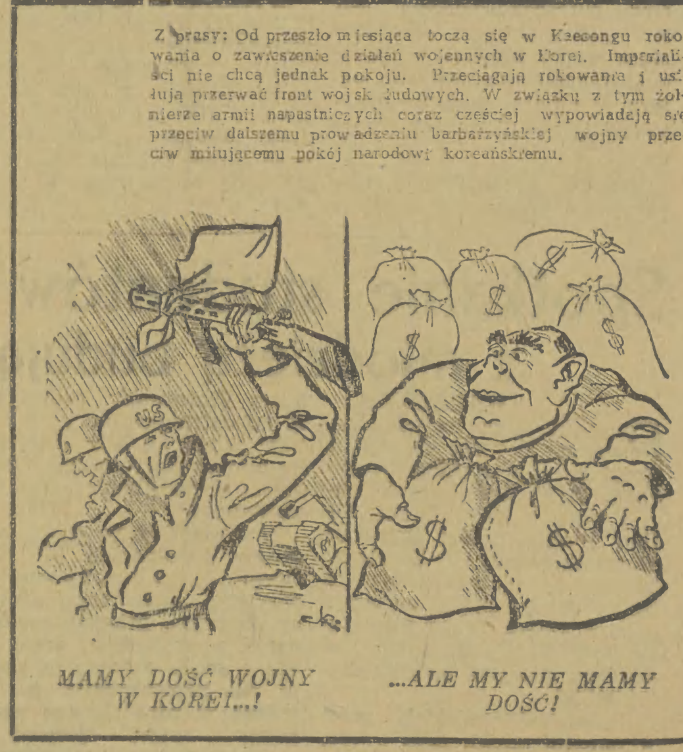 Z prasy: Od przeszło miesiąca toczą się w Kaesongu roko
wania o zawieszenie działań wojennych w Korei. Imperiali
ści nie chcą jednak pokoju. Przeciągają rokowania i usi
łują przerwać front wojsk ludowych. W związku z tym żoł
nierze armii napastniczych coraz częściej wypowiadają się
przeciw dalszemu prowadzeniu barbarzyńskiej wojny prze
ciw miłującemu pokój narodowi koreańskiemu.
US
$ $
$ $
$ $
MAMY DOŚĆ WOJNY
W KOREI...!
...ALE MY NIE MAMY
DOŚĆ!